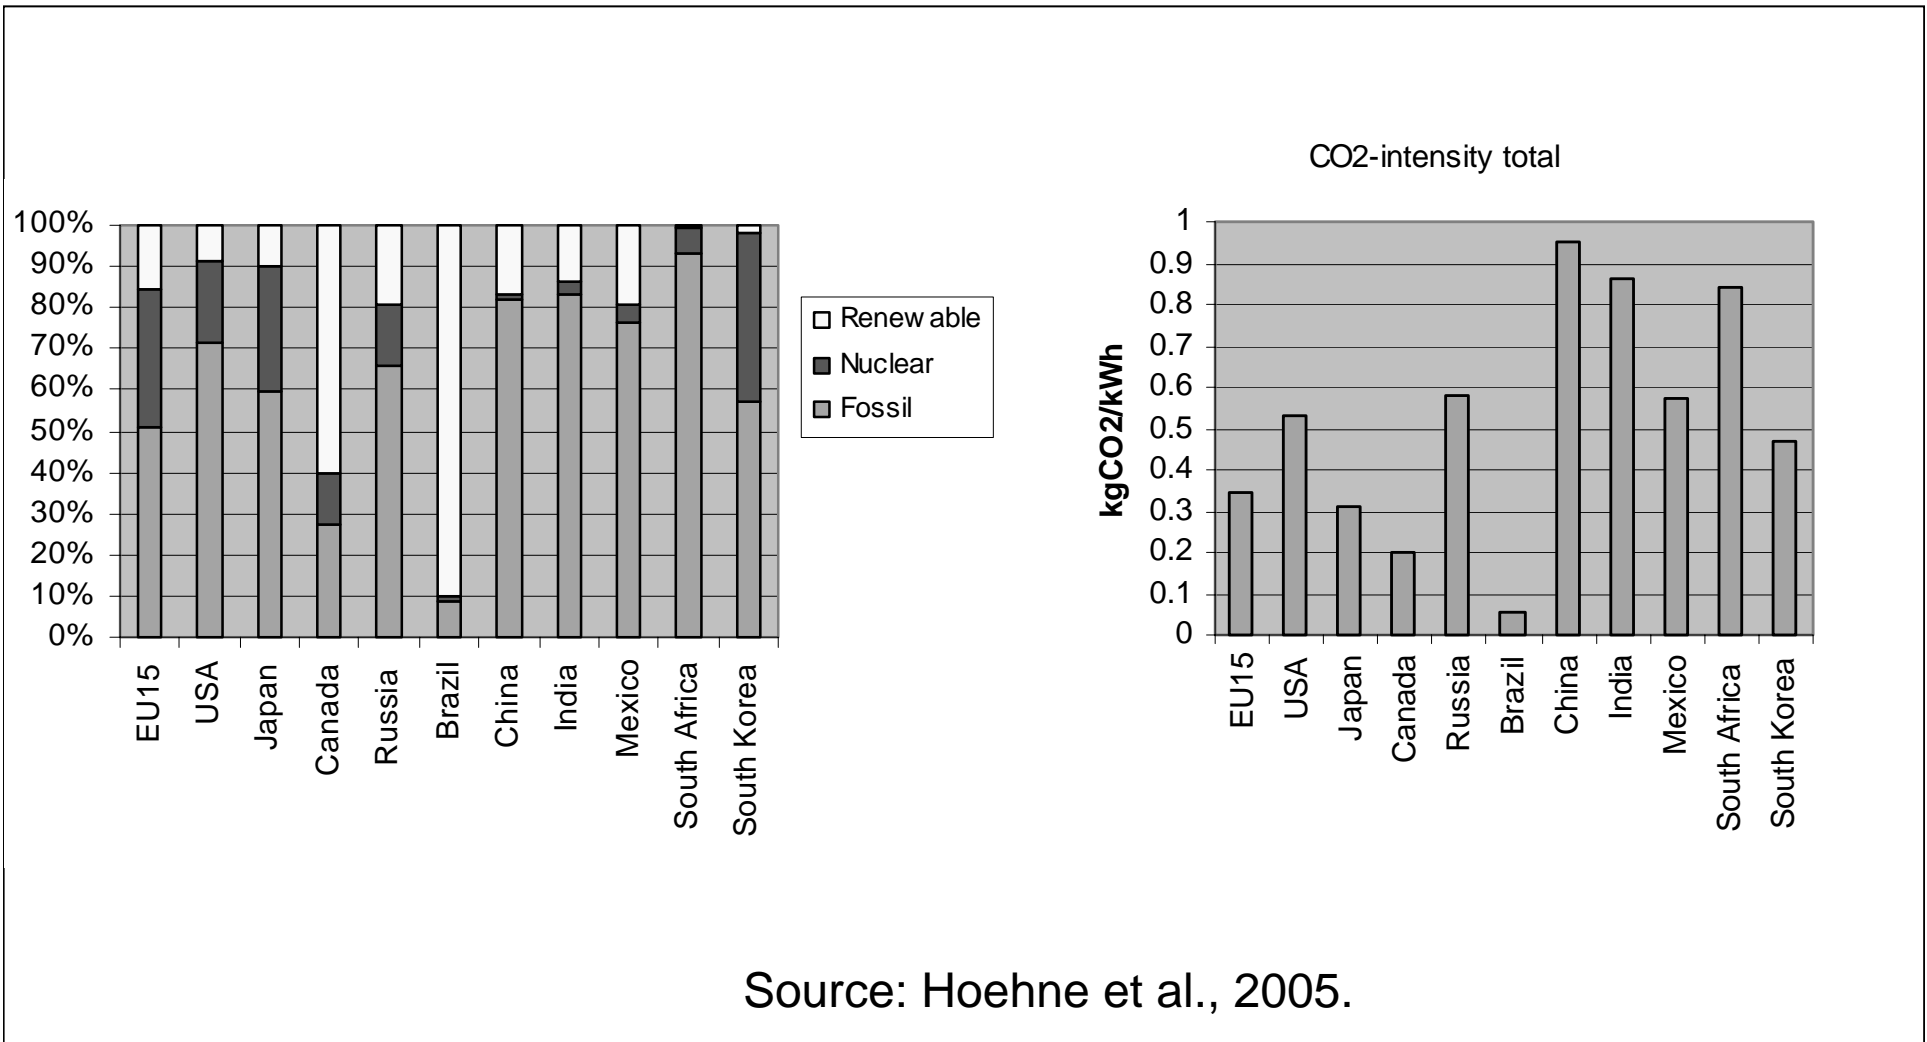 100%
90%
80%
70%
60%
50%
40%
30%
20%
10%
0%
EU15
USA
Japan
Canada
Russia
Brazil
China
India
Mexico
South Africa
South Korea
Renewable
Nuclear
Fossil
CO2-intensity total
kgCO2/kWh
1
0.9
0.8
0.7
0.6
0.5
0.4
0.3
0.2
0.1
0
EU15
USA
Japan
Canada
Russia
Brazil
China
India
Mexico
South Africa
South Korea
Source: Hoehne et al., 2005.